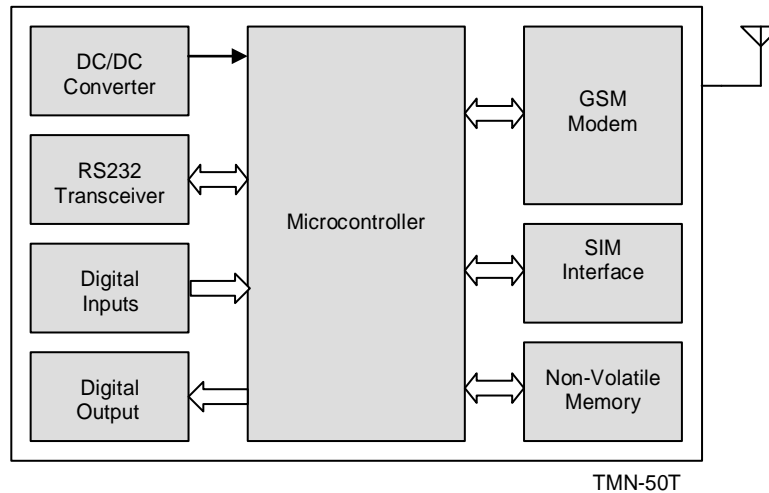 DC/DC
Converter
RS232
Transceiver
Digital
Inputs
Digital
Output
Microcontroller
GSM
Modem
SIM
Interface
Non-Volatile
Memory
TMN-50T